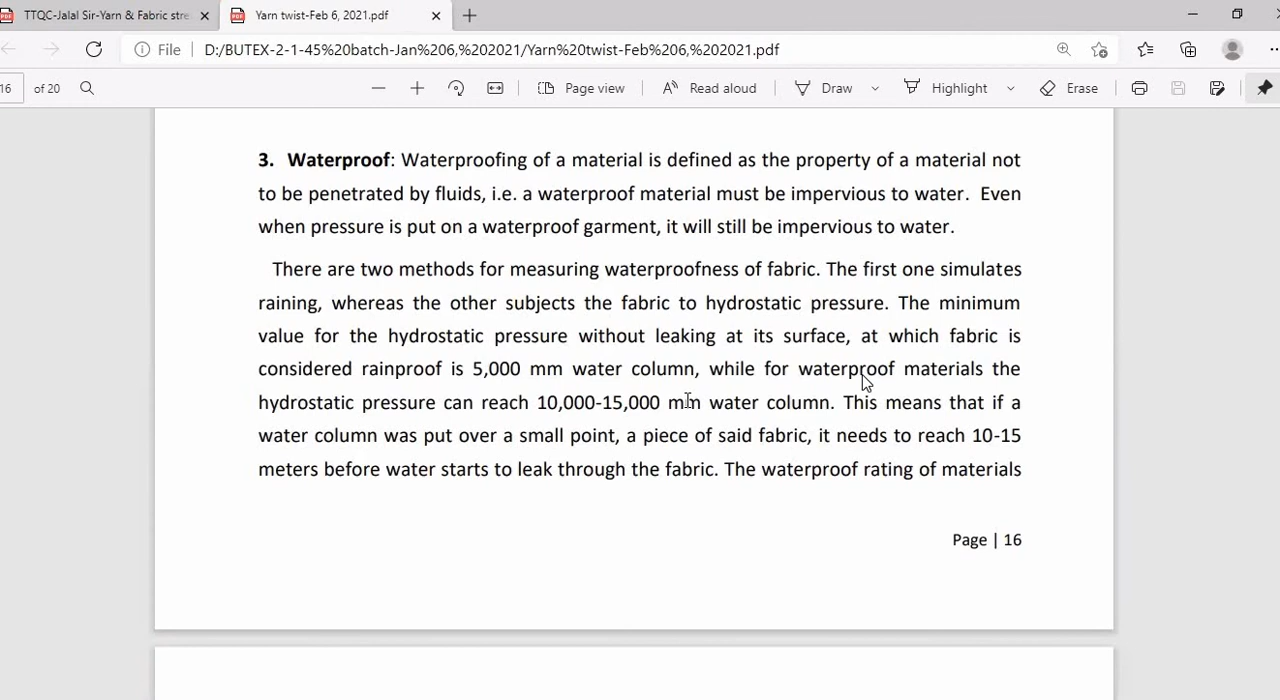 TTQC-Jalal Sir-Yarn & Fabric stre
Yarn twist-Feb 6, 2021.pdf
File
D:/BUTEX-2-1-45%20batch-Jan%206,%202021/Yarn%20twist-Feb%206,%202021.pdf
16 of 20
Page view
Read aloud
Draw
Highlight
Erase
3. Waterproof: Waterproofing of a material is defined as the property of a material not
to be penetrated by fluids, i.e. a waterproof material must be impervious to water. Even
when pressure is put on a waterproof garment, it will still be impervious to water.
There are two methods for measuring waterproofness of fabric. The first one simulates
raining, whereas the other subjects the fabric to hydrostatic pressure. The minimum
value for the hydrostatic pressure without leaking at its surface, at which fabric is
considered rainproof is 5,000 mm water column, while for waterproof materials the
hydrostatic pressure can reach 10,000-15,000 mm water column. This means that if a
water column was put over a small point, a piece of said fabric, it needs to reach 10-15
meters before water starts to leak through the fabric. The waterproof rating of materials
Page | 16